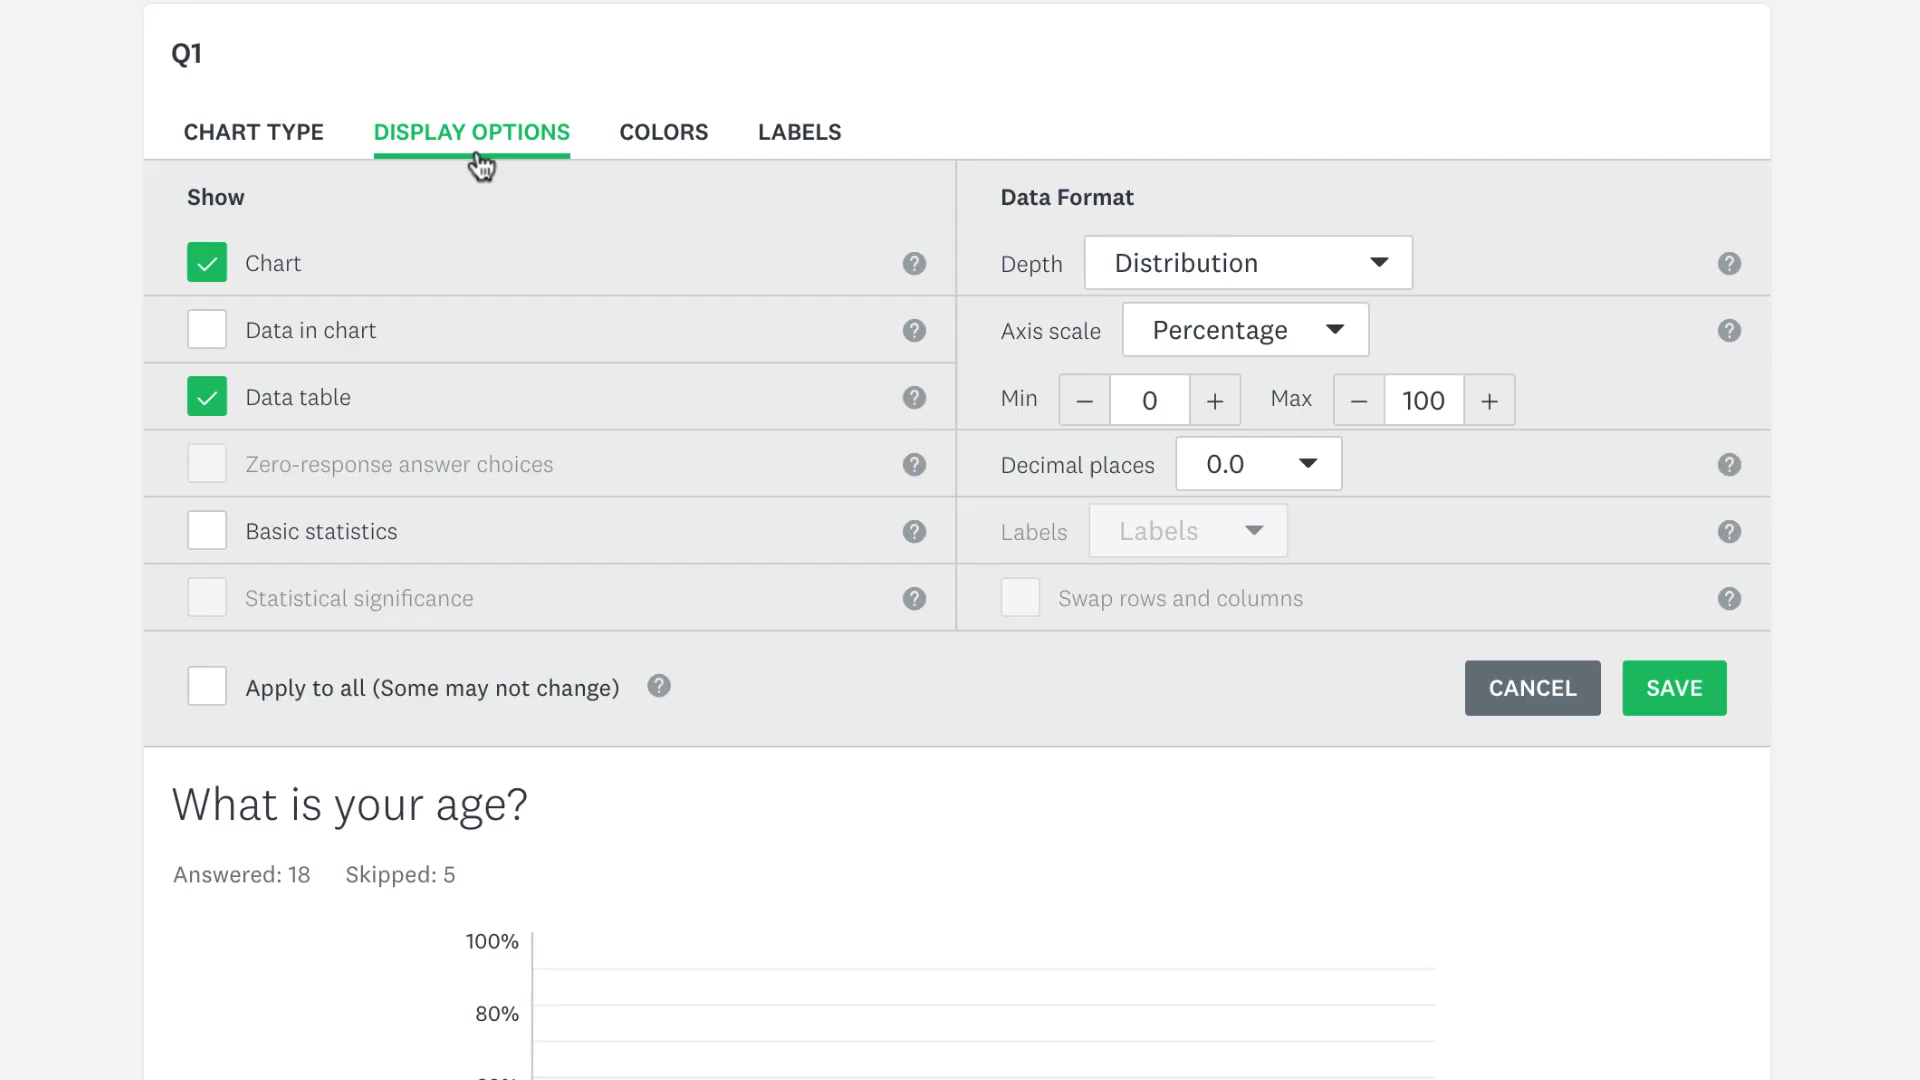 Q1
CHART TYPE DISPLAY OPTIONS COLORS LABELS
Show
Chart
Data in chart
Data table
Zero-response answer choices
Basic statistics
Statistical significance
Data Format
Depth Distribution
Axis scale Percentage
Min − 0 + Max − 100 +
Decimal places 0.0
Labels Labels
Swap rows and columns
Apply to all (Some may not change)
CANCEL SAVE
What is your age?
Answered: 18 Skipped: 5
100%
80%